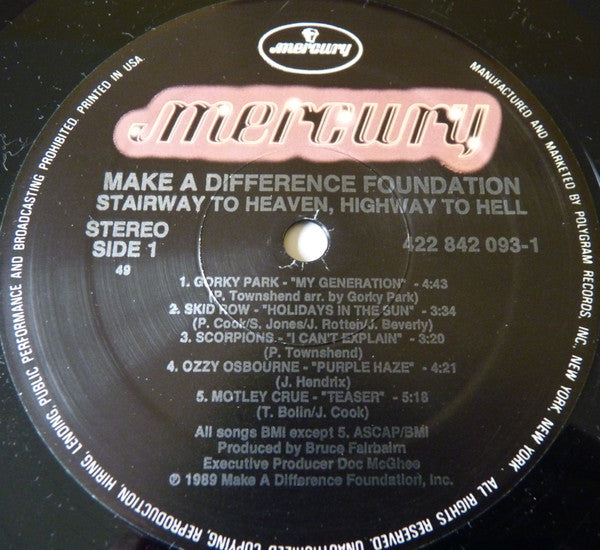 mercury
mercury
MAKE A DIFFERENCE FOUNDATION
STAIRWAY TO HEAVEN, HIGHWAY TO HELL
STEREO
SIDE 1
422 842 093-1
49
1. GORKY PARK - "MY GENERATION" - 4:43
(P. Townshend arr. by Gorky Park)
2. SKID ROW - "HOLIDAYS IN THE SUN" - 3:34
(P. Cook/S. Jones/J. Rotten/J. Beverly)
3. SCORPIONS - "I CAN'T EXPLAIN" - 3:20
(P. Townshend)
4. OZZY OSBOURNE - "PURPLE HAZE" - 4:21
(J. Hendrix)
5. MOTLEY CRUE - "TEASER" - 5:18
(T. Bolin/J. Cook)
All songs BMI except 5. ASCAP/BMI
Produced by Bruce Fairbairn
Executive Producer Doc McGhee
℗ 1989 Make A Difference Foundation, Inc.
MANUFACTURED AND MARKETED BY POLYGRAM RECORDS, INC. NEW YORK, NEW YORK. ALL RIGHTS RESERVED. UNAUTHORIZED COPYING, REPRODUCTION, HIRING, LENDING, PUBLIC PERFORMANCE AND BROADCASTING PROHIBITED. PRINTED IN USA.